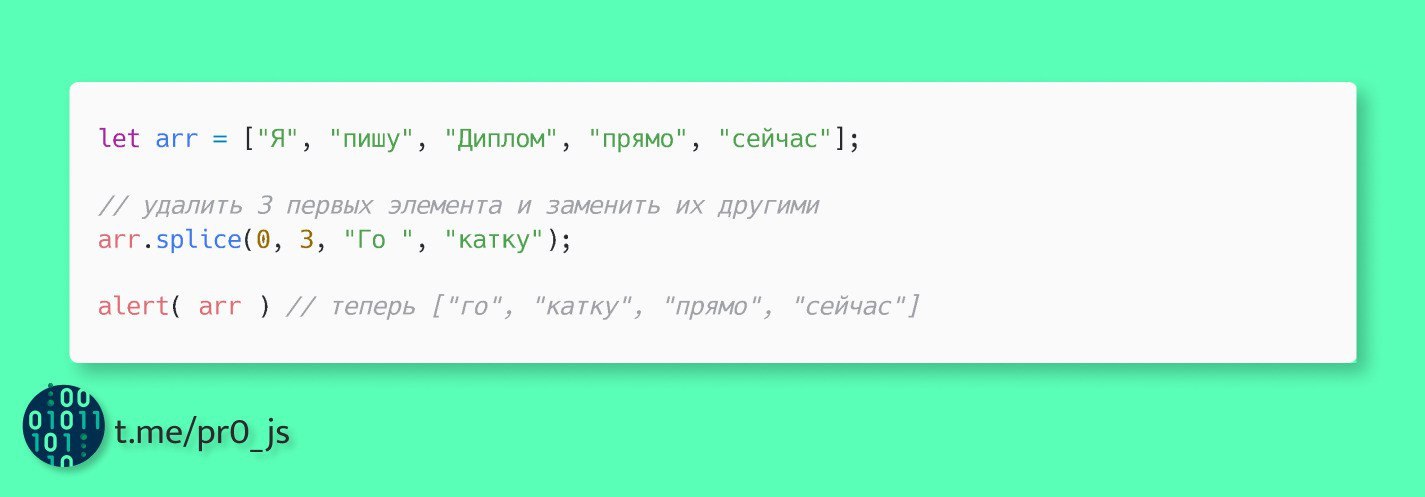 let arr = ["Я", "пишу", "Диплом", "прямо", "сейчас"];
// удалить 3 первых элемента и заменить их другими
arr.splice(0, 3, "Го ", "катку");
alert( arr ) // теперь ["го", "катку", "прямо", "сейчас"]
:00
01011
101:
10
t.me/pr0_js